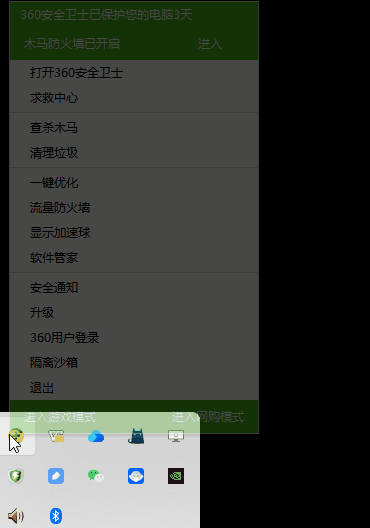 360安全卫士已保护您的电脑3天
木马防火墙已开启 进入
打开360安全卫士
求救中心
查杀木马
清理垃圾
一键优化
流量防火墙
显示加速球
软件管家
安全通知
升级
360用户登录
隔离沙箱
退出
进入游戏模式 进入网购模式